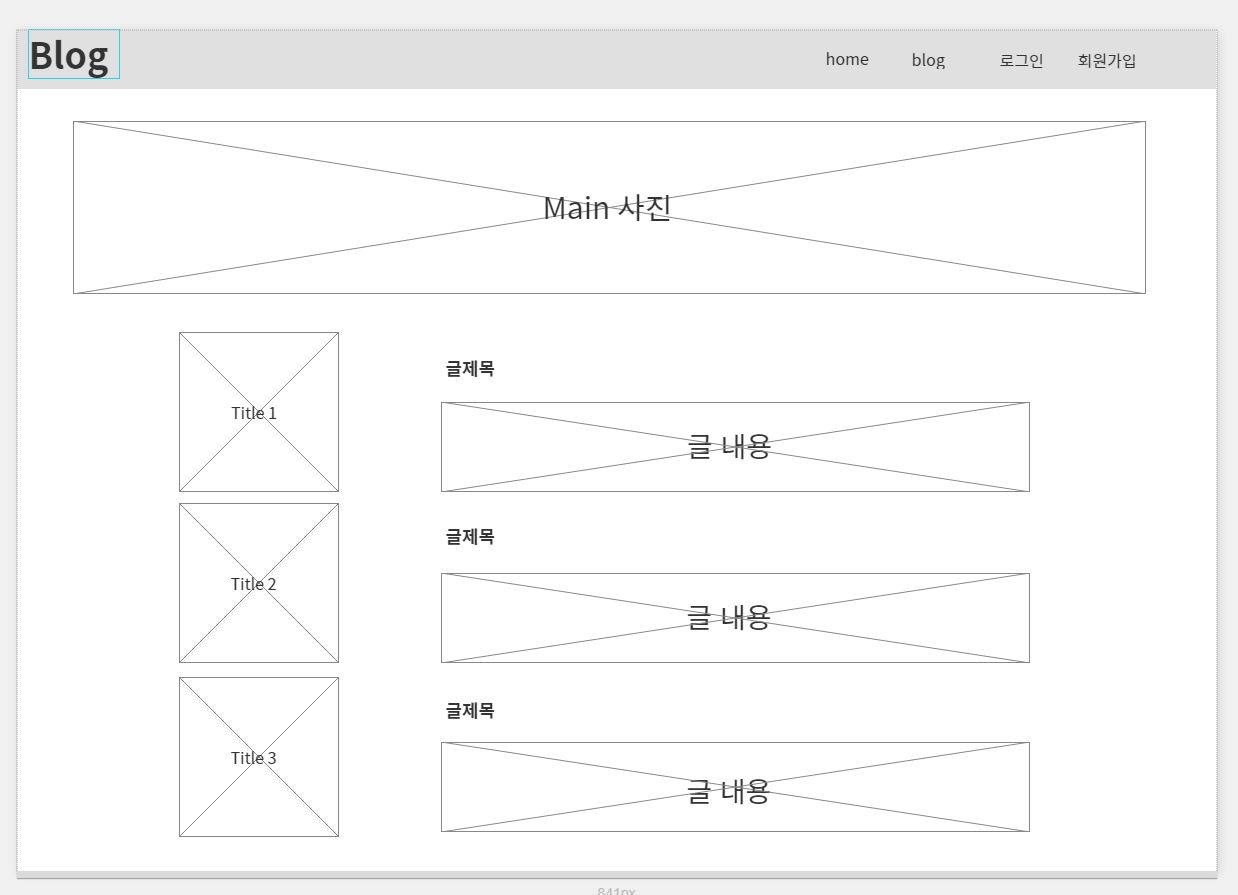 Blog
home blog 로그인 회원가입
Main 사진
Title 1
글제목
글 내용
Title 2
글제목
글 내용
Title 3
글제목
글 내용
841px